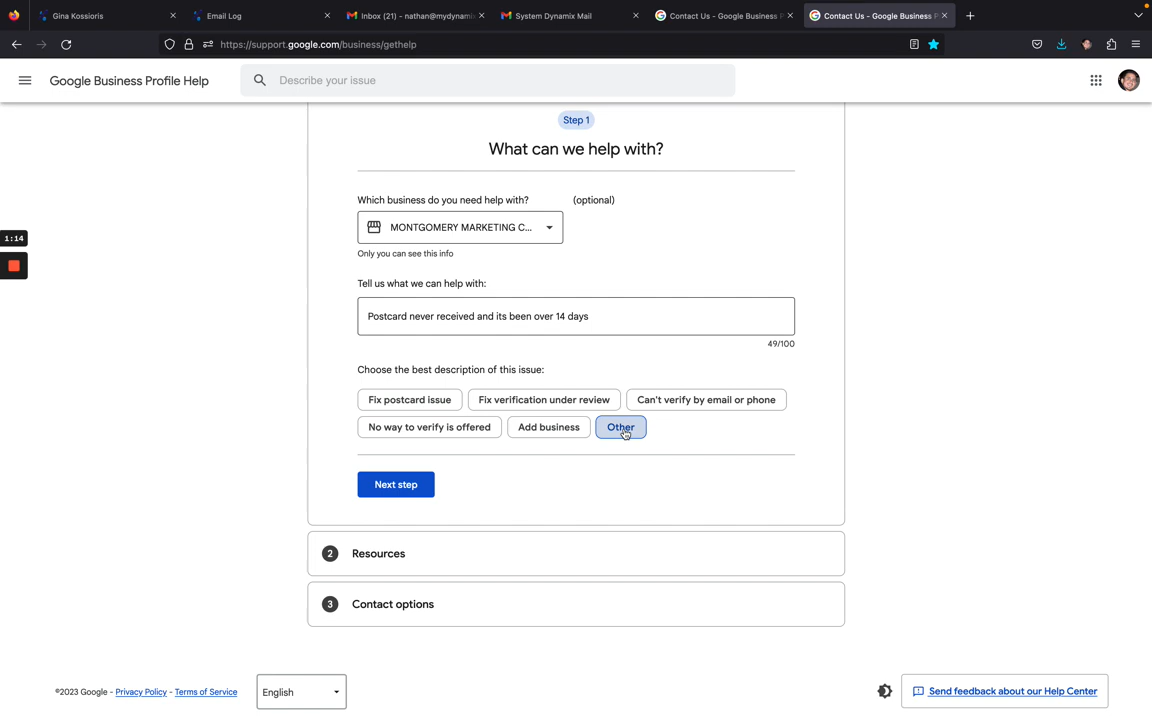 Gina Kossioris
Email Log
Inbox (21) - nathan@mydynami
System Dynamix Mail
Contact Us - Google Business P
Contact Us - Google Business P
https://support.google.com/business/gethelp
Google Business Profile Help
Describe your issue
Step 1
What can we help with?
1:14
Which business do you need help with? (optional)
MONTGOMERY MARKETING C...
Only you can see this info
Tell us what we can help with:
Postcard never received and its been over 14 days
49/100
Choose the best description of this issue:
Fix postcard issue Fix verification under review Can't verify by email or phone
No way to verify is offered Add business Other
Next step
2 Resources
3 Contact options
©2023 Google - Privacy Policy - Terms of Service English Send feedback about our Help Center